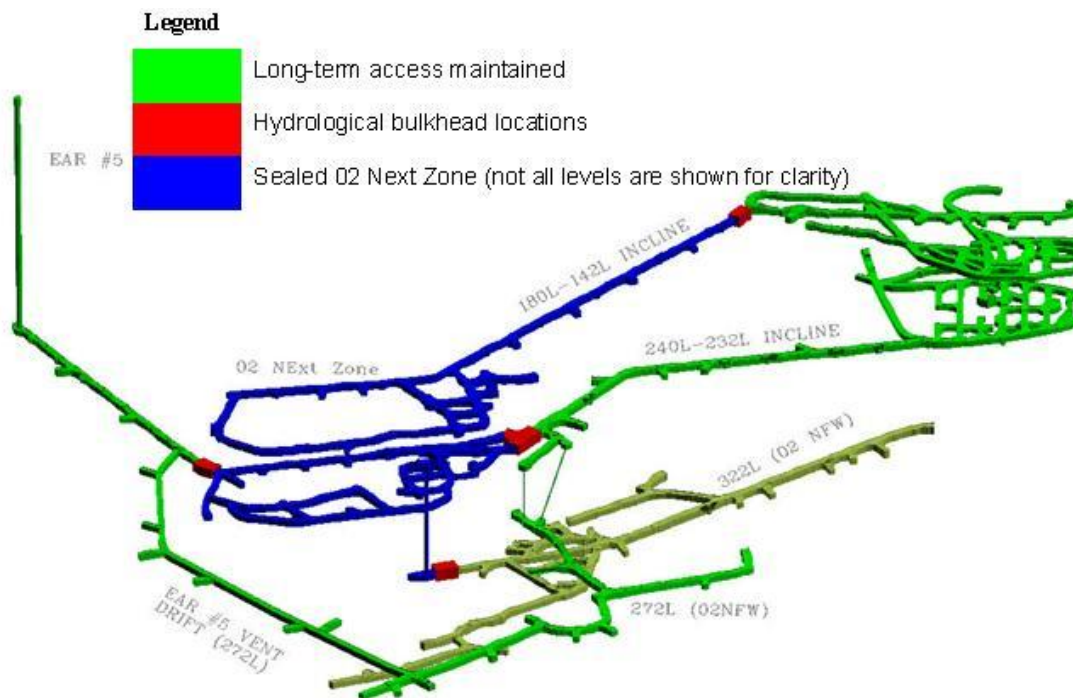 Legend
Long-term access maintained
Hydrological bulkhead locations
Sealed 02 Next Zone (not all levels are shown for clarity)
EAR #5
180L-142L INCLINE
240L-232L INCLINE
02 NExt Zone
322L (02 NFW)
272L (02NFW)
EAR #5 VENT
DRIFT (272L)